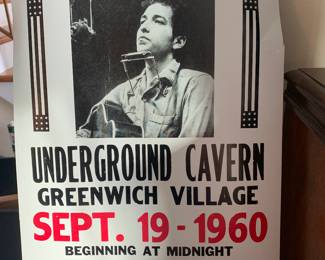 UNDERGROUND CAVERN
GREENWICH VILLAGE
SEPT. 19 - 1960
BEGINNING AT MIDNIGHT